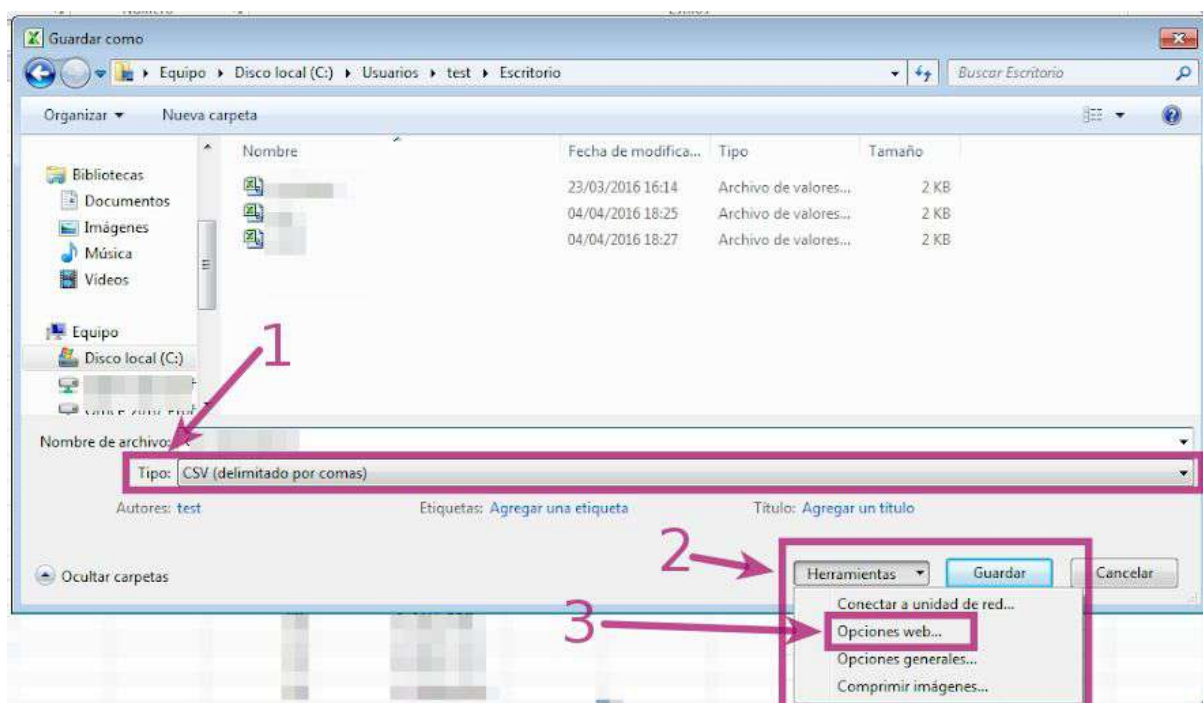 Guardar como
Equipo Disco local (C:) Usuarios test Escritorio Buscar Escritorio
Organizar Nueva carpeta
Nombre Fecha de modifica... Tipo Tamaño
Bibliotecas
Documentos
Imágenes
Música
Vídeos
23/03/2016 16:14 Archivo de valores... 2 KB
04/04/2016 18:25 Archivo de valores... 2 KB
04/04/2016 18:27 Archivo de valores... 2 KB
Equipo
Disco local (C:)
1
Nombre de archivo:
Tipo: CSV (delimitado por comas)
Autores: test Etiquetas: Agregar una etiqueta Título: Agregar un título
2
Ocultar carpetas Herramientas Guardar Cancelar
Conectar a unidad de red...
3
Opciones web...
Opciones generales...
Comprimir imágenes...